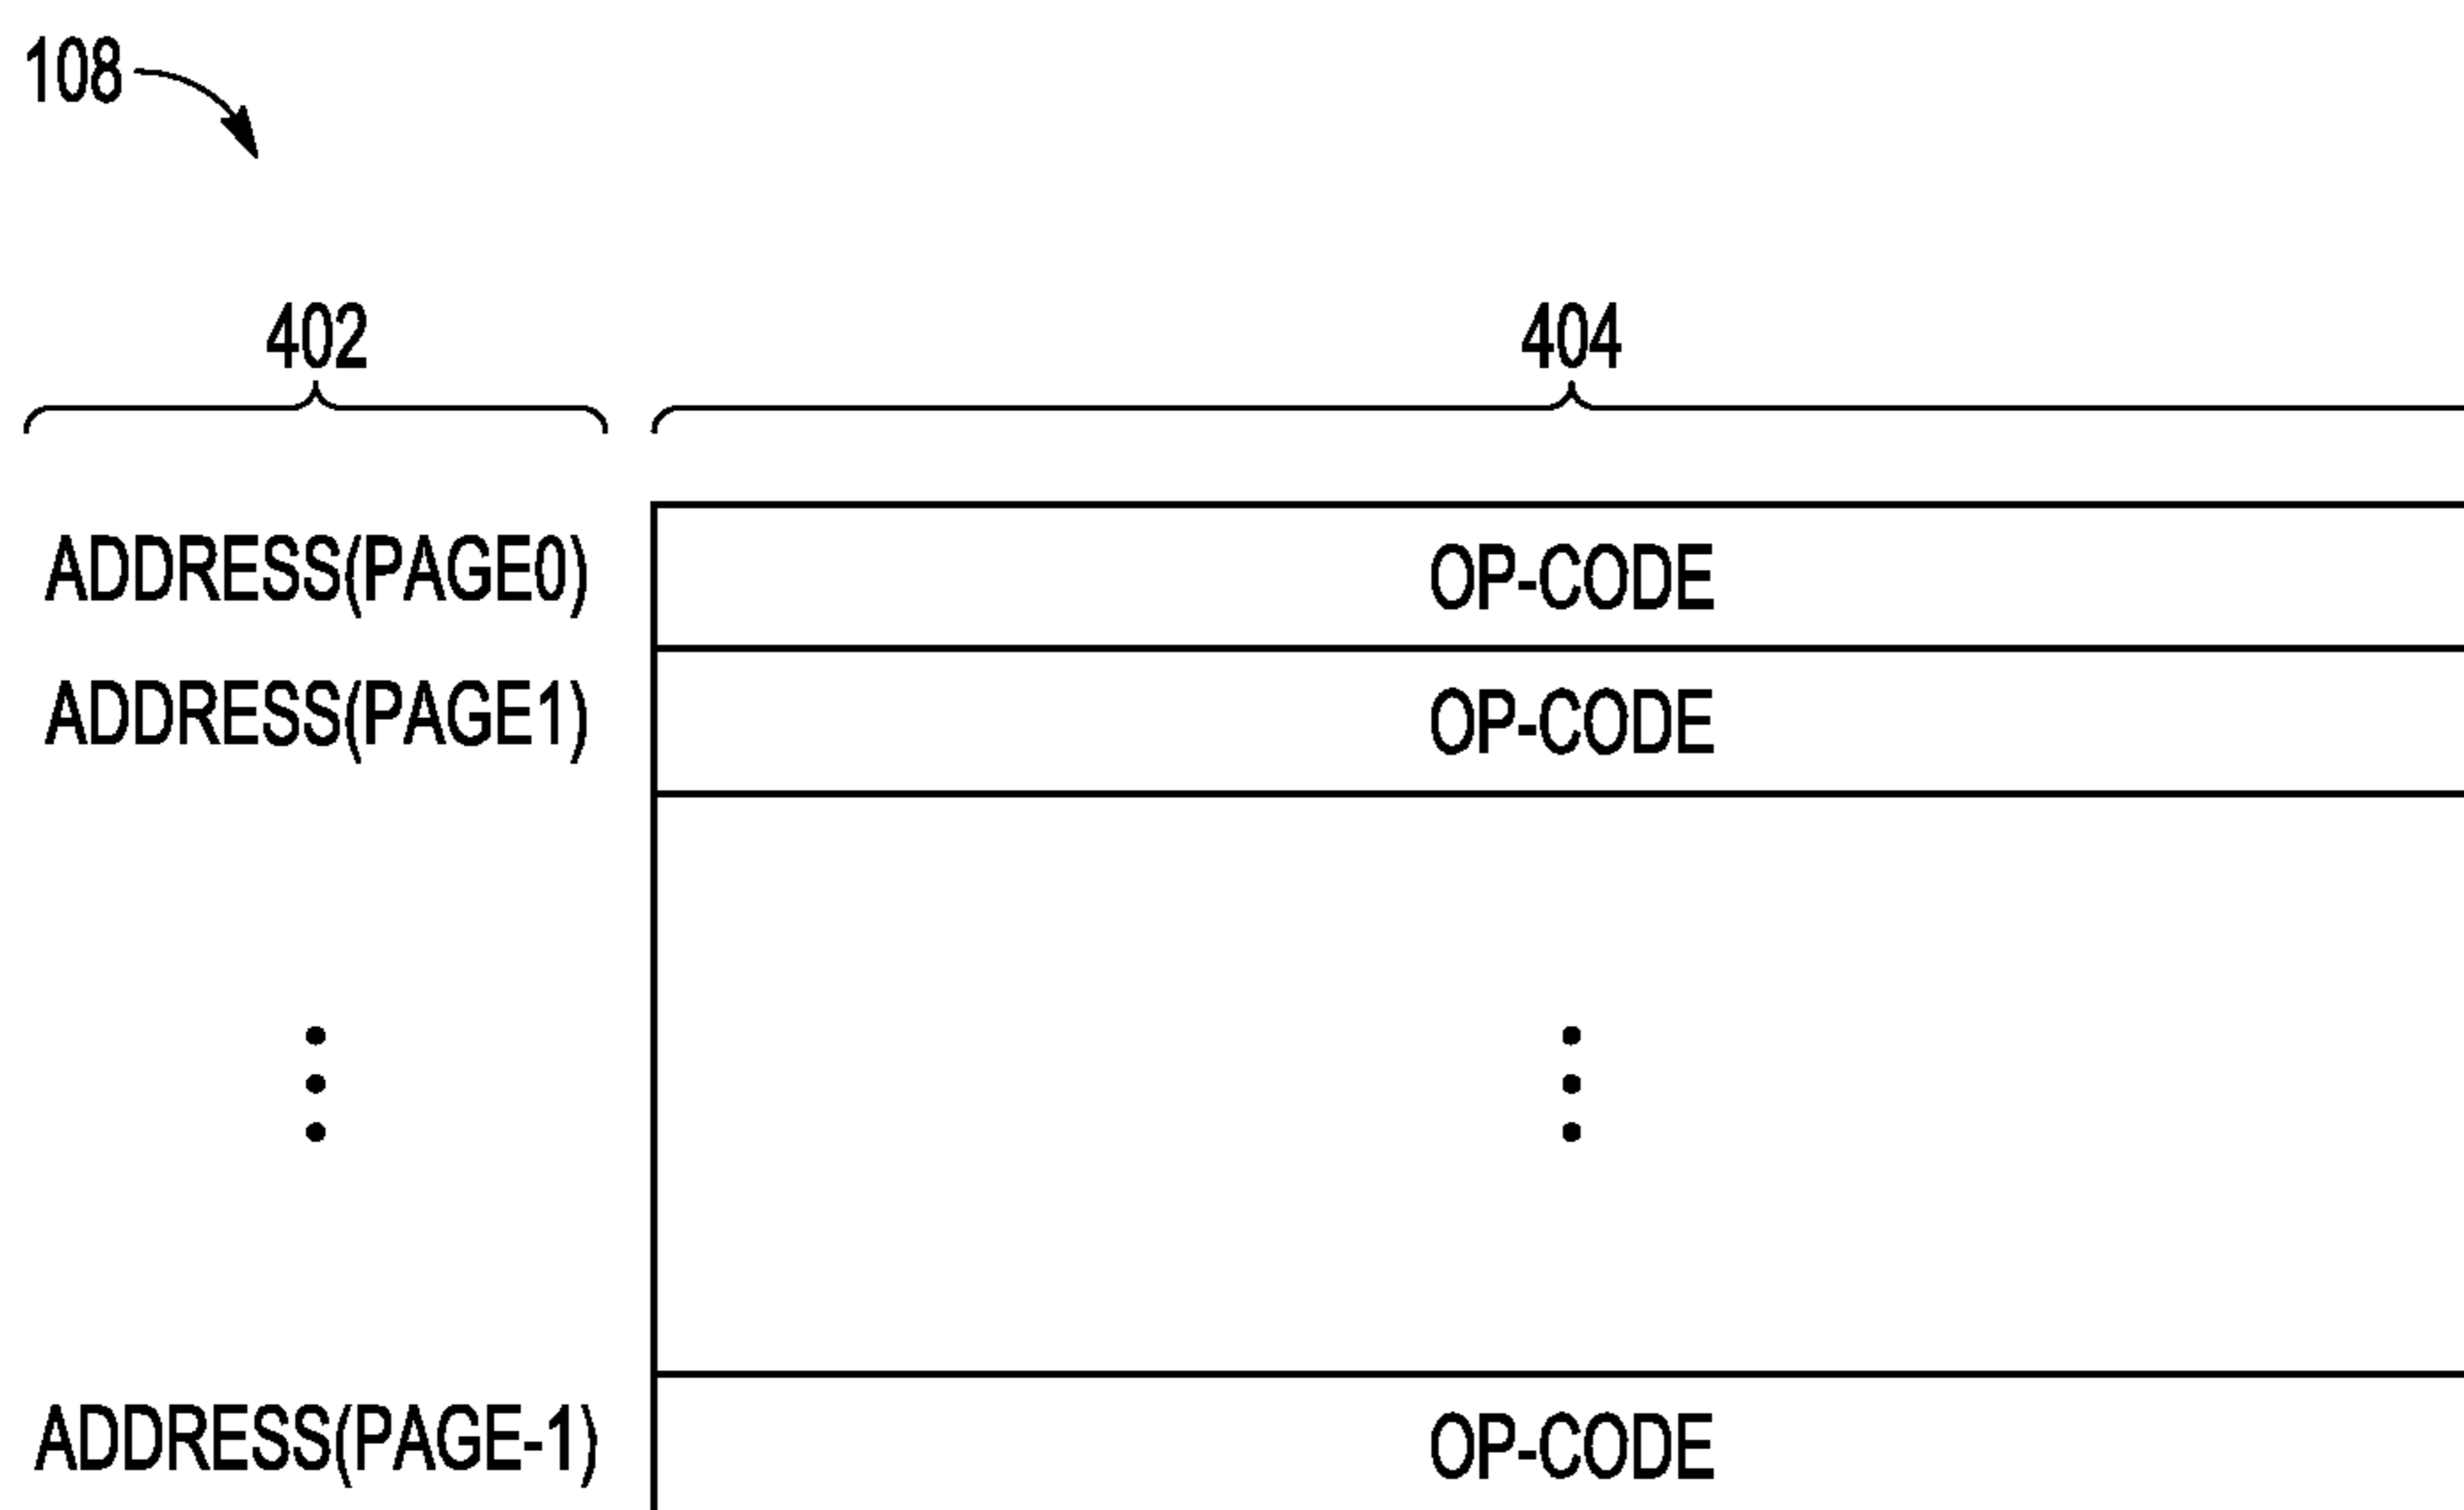 108
402 404
ADDRESS(PAGE0) OP-CODE
ADDRESS(PAGE1) OP-CODE
ADDRESS(PAGE-1) OP-CODE